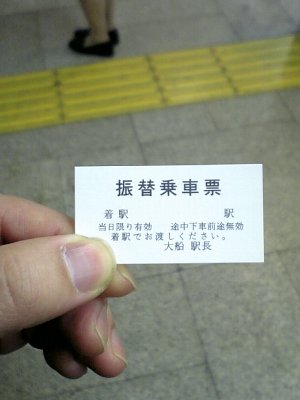 振替乗車票
着駅　　　　　　　　駅
当日限り有効　途中下車前途無効
着駅でお渡しください。
大船 駅長